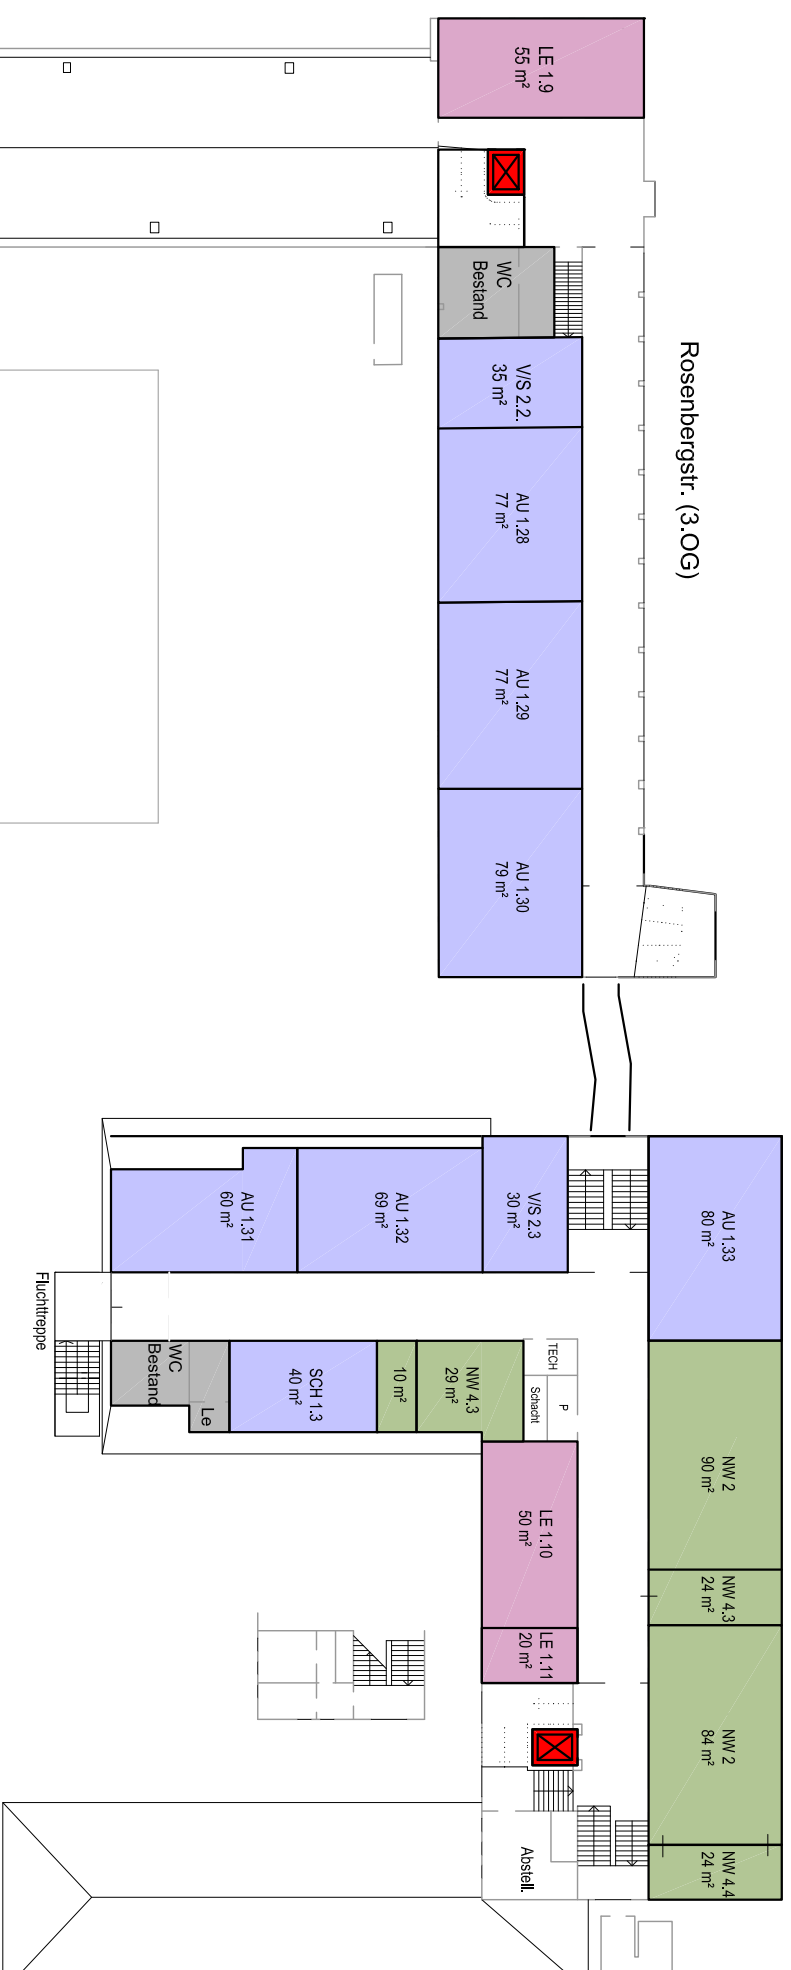 LE 1.9
55 m²
WC
Bestand
Rosenbergstr. (3.OG)
V/S 2.2.
35 m²
AU 1.28
77 m²
AU 1.29
77 m²
AU 1.30
79 m²
AU 1.31
60 m²
AU 1.32
69 m²
V/S 2.3
30 m²
AU 1.33
80 m²
Fluchttreppe
WC
Bestand
Le
SCH 1.3
40 m²
10 m²
NW 4.3
29 m²
TECH
Schacht
P
NW 2
90 m²
LE 1.10
50 m²
NW 4.3
24 m²
LE 1.11
20 m²
NW 2
84 m²
Abstell.
NW 4.4
24 m²